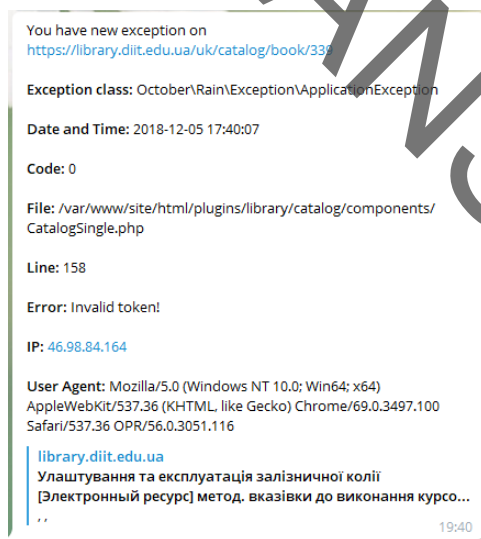 You have new exception on
https://library.diit.edu.ua/uk/catalog/book/339
Exception class: October\Rain\Exception\ApplicationException
Date and Time: 2018-12-05 17:40:07
Code: 0
File: /var/www/site/html/plugins/library/catalog/components/
CatalogSingle.php
Line: 158
Error: Invalid token!
IP: 46.98.84.164
User Agent: Mozilla/5.0 (Windows NT 10.0; Win64; x64)
AppleWebKit/537.36 (KHTML, like Gecko) Chrome/69.0.3497.100
Safari/537.36 OPR/56.0.3051.116
library.diit.edu.ua
Улаштування та експлуатація залізничної колії
[Электронный ресурс] метод. вказівки до виконання курсо...
, ,
19:40